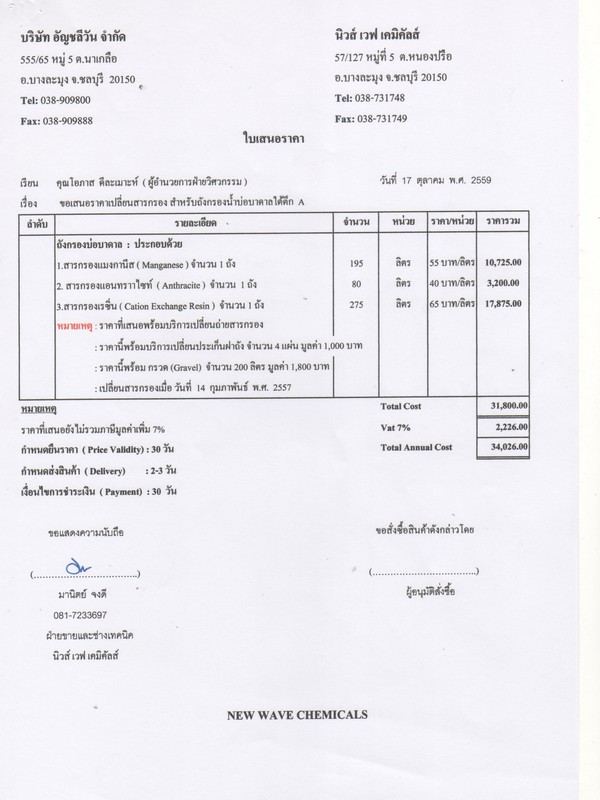 บริษัท อัญชลีวัน จำกัด
555/65 หมู่ 5 ต.นาเกลือ
อ.บางละมุง จ.ชลบุรี 20150
Tel: 038-909800
Fax: 038-909888
นิวส์ เวฟ เคมิคัลส์
57/127 หมู่ที่ 5 ต.หนองปรือ
อ.บางละมุง จ.ชลบุรี 20150
Tel: 038-731748
Fax: 038-731749
ใบเสนอราคา
เรียน คุณโอภาส ดีละเมาะห์ ( ผู้อำนวยการฝ่ายวิศวกรรม ) วันที่ 17 ตุลาคม พ.ศ. 2559
เรื่อง ขอเสนอราคาเปลี่ยนสารกรอง สำหรับถังกรองน้ำบ่อบาดาลใต้ตึก A
ลำดับ รายละเอียด จำนวน หน่วย ราคา/หน่วย ราคารวม
ถังกรองบ่อบาดาล : ประกอบด้วย
1.สารกรองแมงกานีส ( Manganese ) จำนวน 1 ถัง 195 ลิตร 55 บาท/ลิตร 10,725.00
2. สารกรองแอนทราาไซท์ ( Anthracite ) จำนวน 1 ถัง 80 ลิตร 40 บาท/ลิตร 3,200.00
3.สารกรองเรซิ่น ( Cation Exchange Resin ) จำนวน 1 ถัง 275 ลิตร 65 บาท/ลิตร 17,875.00
หมายเหตุ : ราคาที่เสนอพร้อมบริการเปลี่ยนถ่ายสารกรอง
: ราคานี้พร้อมบริการเปลี่ยนประเก็นฝาถัง จำนวน 4 แผ่น มูลค่า 1,000 บาท
: ราคานี้พร้อม กรวด (Gravel) จำนวน 200 ลิตร มูลค่า 1,800 บาท
: เปลี่ยนสารกรองเมื่อ วันที่ 14 กุมภาพันธ์ พ.ศ. 2557
หมายเหตุ Total Cost 31,800.00
ราคาที่เสนอยังไม่รวมภาษีมูลค่าเพิ่ม 7% Vat 7% 2,226.00
กำหนดยืนราคา ( Price Validity) : 30 วัน Total Annual Cost 34,026.00
กำหนดส่งสินค้า ( Delivery) : 2-3 วัน
เงื่อนไขการชำระเงิน ( Payment) : 30 วัน
ขอแสดงความนับถือ
(.................................)
มานิตย์ จงดี
081-7233697
ฝ่ายขายและช่างเทคนิค
นิวส์ เวฟ เคมิคัลส์
ขอสั่งซื้อสินค้าดังกล่าวโดย
(.................................)
ผู้อนุมัติสั่งซื้อ
NEW WAVE CHEMICALS